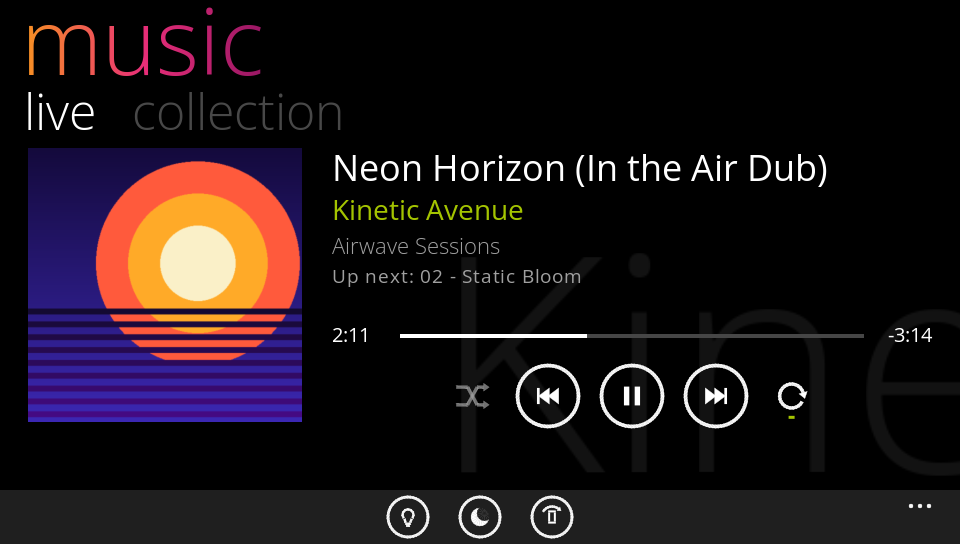 music
live collection
Neon Horizon (In the Air Dub)
Kinetic Avenue
Airwave Sessions
Up next: 02 - Static Bloom
2:11 -3:14
Kine